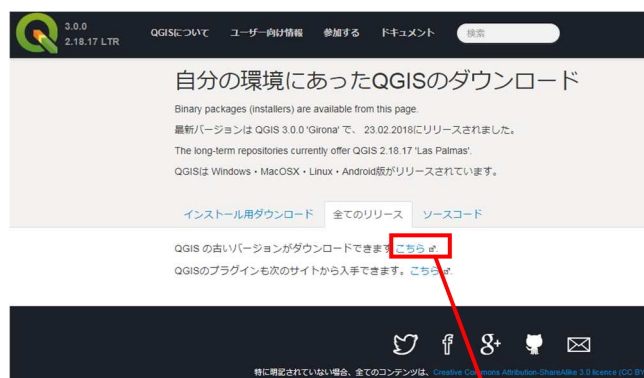 3.0.0
2.18.17 LTR
QGISについて ユーザー向け情報 参加する ドキュメント 検索
自分の環境にあったQGISのダウンロード
Binary packages (installers) are available from this page.
最新バージョンは QGIS 3.0.0 'Girona' で、 23.02.2018にリリースされました。
The long-term repositories currently offer QGIS 2.18.17 'Las Palmas'.
QGISは Windows・MacOSX・Linux・Android版がリリースされています。
インストール用ダウンロード 全てのリリース ソースコード
QGIS の古いバージョンがダウンロードできます こちら.
QGISのプラグインも次のサイトから入手できます。こちら.
特に明記されていない場合、全てのコンテンツは、Creative Commons Attribution-ShareAlike 3.0 licence (CC BY